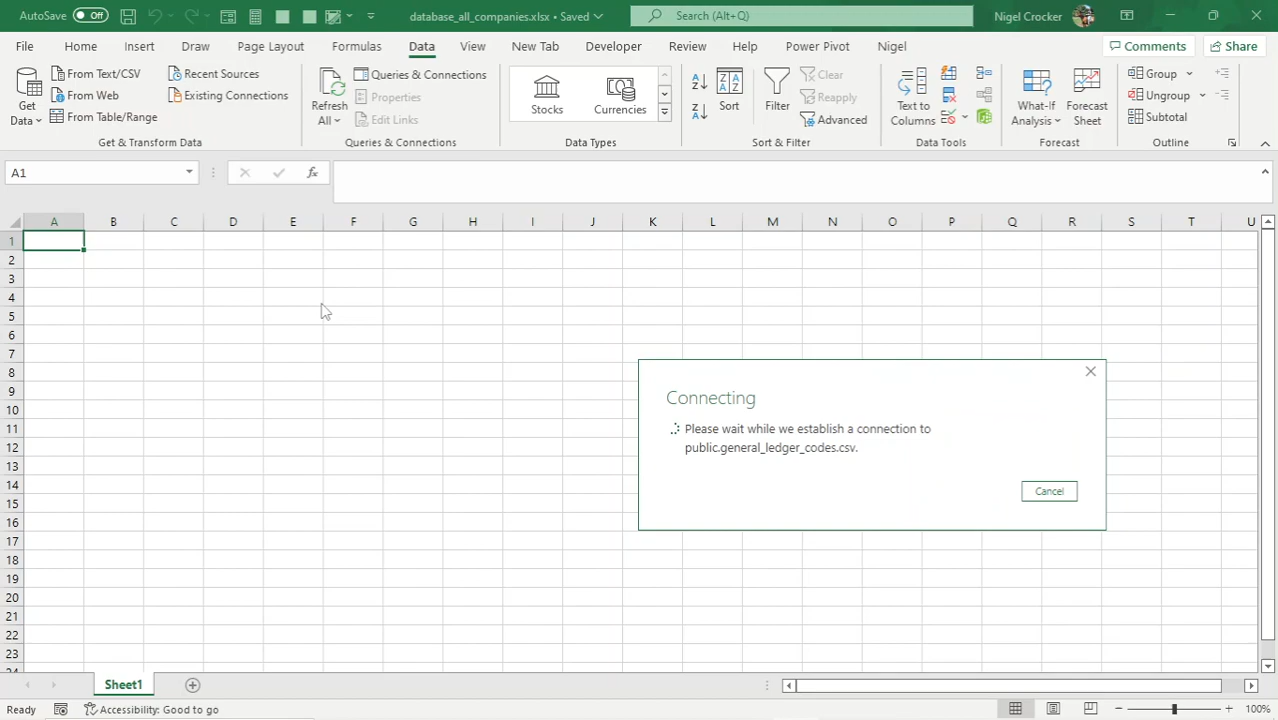 AutoSave Off database_all_companies.xlsx • Saved Search (Alt+Q) Nigel Crocker
File Home Insert Draw Page Layout Formulas Data View New Tab Developer Review Help Power Pivot Nigel Comments Share
Get Data
From Text/CSV
From Web
From Table/Range
Recent Sources
Existing Connections
Get & Transform Data
Refresh All
Queries & Connections
Properties
Edit Links
Queries & Connections
Stocks
Currencies
Data Types
Sort
Filter
Clear
Reapply
Advanced
Sort & Filter
Text to Columns
Data Tools
What-If Analysis
Forecast Sheet
Forecast
Group
Ungroup
Subtotal
Outline
A1
fx
A B C D E F G H I J K L M N O P Q R S T U
1
2
3
4
5
6
7
8
9
10
11
12
13
14
15
16
17
18
19
20
21
22
23
Connecting
Please wait while we establish a connection to
public.general_ledger_codes.csv.
Cancel
Sheet1
Ready Accessibility: Good to go 100%